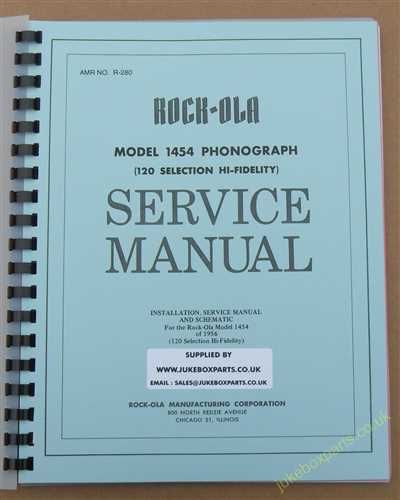 AMR NO. R-280
ROCK-OLA
MODEL 1454 PHONOGRAPH
(120 SELECTION HI-FIDELITY)
SERVICE
MANUAL
INSTALLATION, SERVICE MANUAL
AND SCHEMATIC
For the Rock-Ola Model 1454
of 1956
(120 Selection Hi-Fidelity)
SUPPLIED BY
WWW.JUKEBOXPARTS.CO.UK
EMAIL : SALES@JUKEBOXPARTS.CO.UK
ROCK-OLA MANUFACTURING CORPORATION
800 NORTH KEDZIE AVENUE
CHICAGO 51, ILLINOIS
jukeboxparts.co.uk